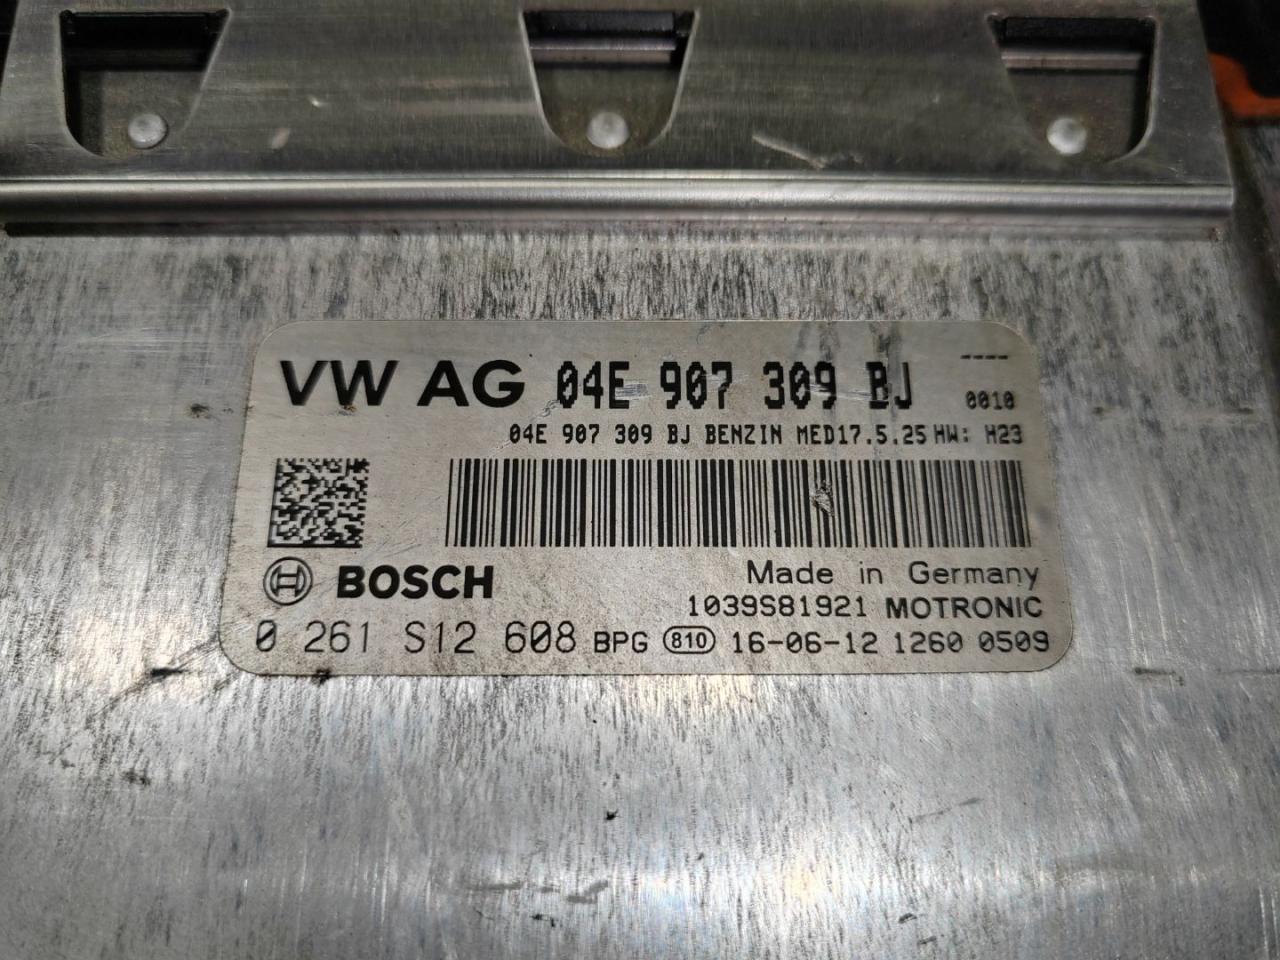 VW AG 04E 907 309 BJ ----
0010
04E 907 309 BJ BENZIN MED17.5.25 HW: H23
BOSCH
Made in Germany
1039S81921 MOTRONIC
0 261 S12 608 BPG 810 16-06-12 1260 0509